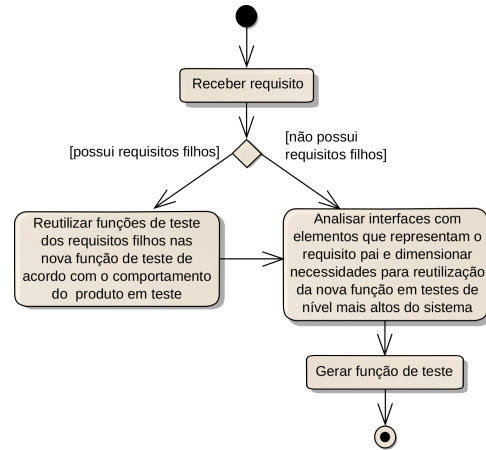 Receber requisito
[possui requisitos filhos]
[não possui
requisitos filhos]
Reutilizar funções de teste
dos requisitos filhos nas
nova função de teste de
acordo com o comportamento
do produto em teste
Analisar interfaces com
elementos que representam o
requisito pai e dimensionar
necessidades para reutilização
da nova função em testes de
nível mais altos do sistema
Gerar função de teste